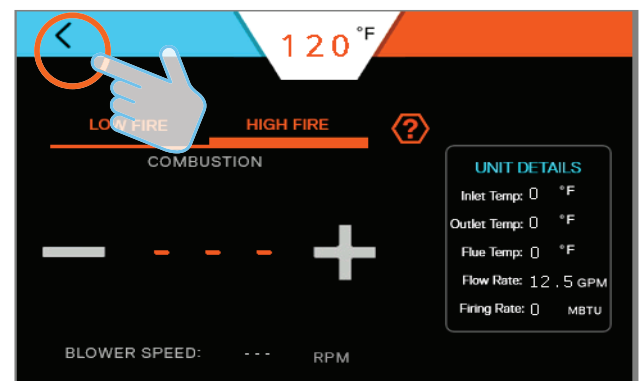 120 °F
LOW FIRE HIGH FIRE ?
COMBUSTION
- - - - +
BLOWER SPEED: --- RPM
UNIT DETAILS
Inlet Temp: 0 °F
Outlet Temp: 0 °F
Flue Temp: 0 °F
Flow Rate: 12.5 GPM
Firing Rate: 0 MBTU